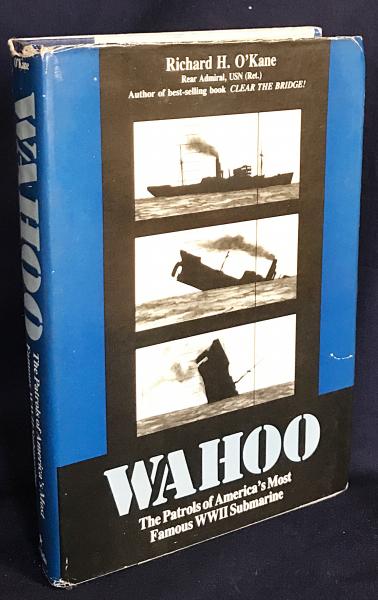 Richard H. O'Kane
Rear Admiral, USN (Ret.)
Author of best-selling book CLEAR THE BRIDGE!
WAHOO
The Patrols of America's Most
Famous WWII Submarine
O'Kane
WAHOO
The Patrols of America's Most